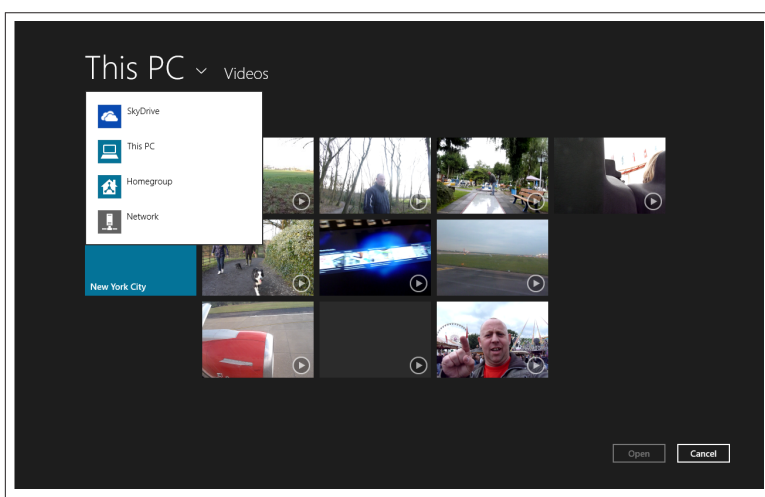 This PC Videos
SkyDrive
This PC
Homegroup
Network
New York City
Open Cancel